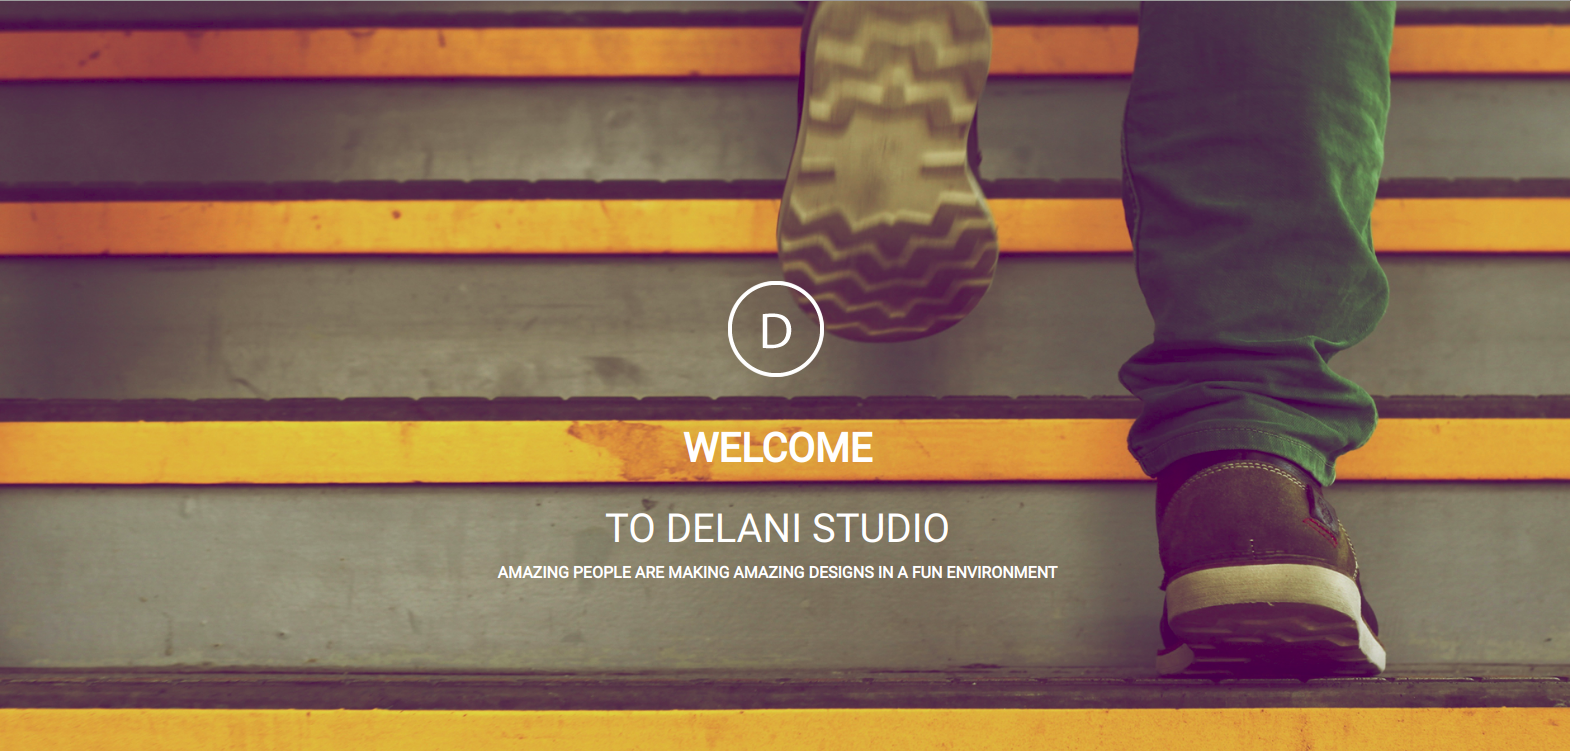 D
WELCOME
TO DELANI STUDIO
AMAZING PEOPLE ARE MAKING AMAZING DESIGNS IN A FUN ENVIRONMENT